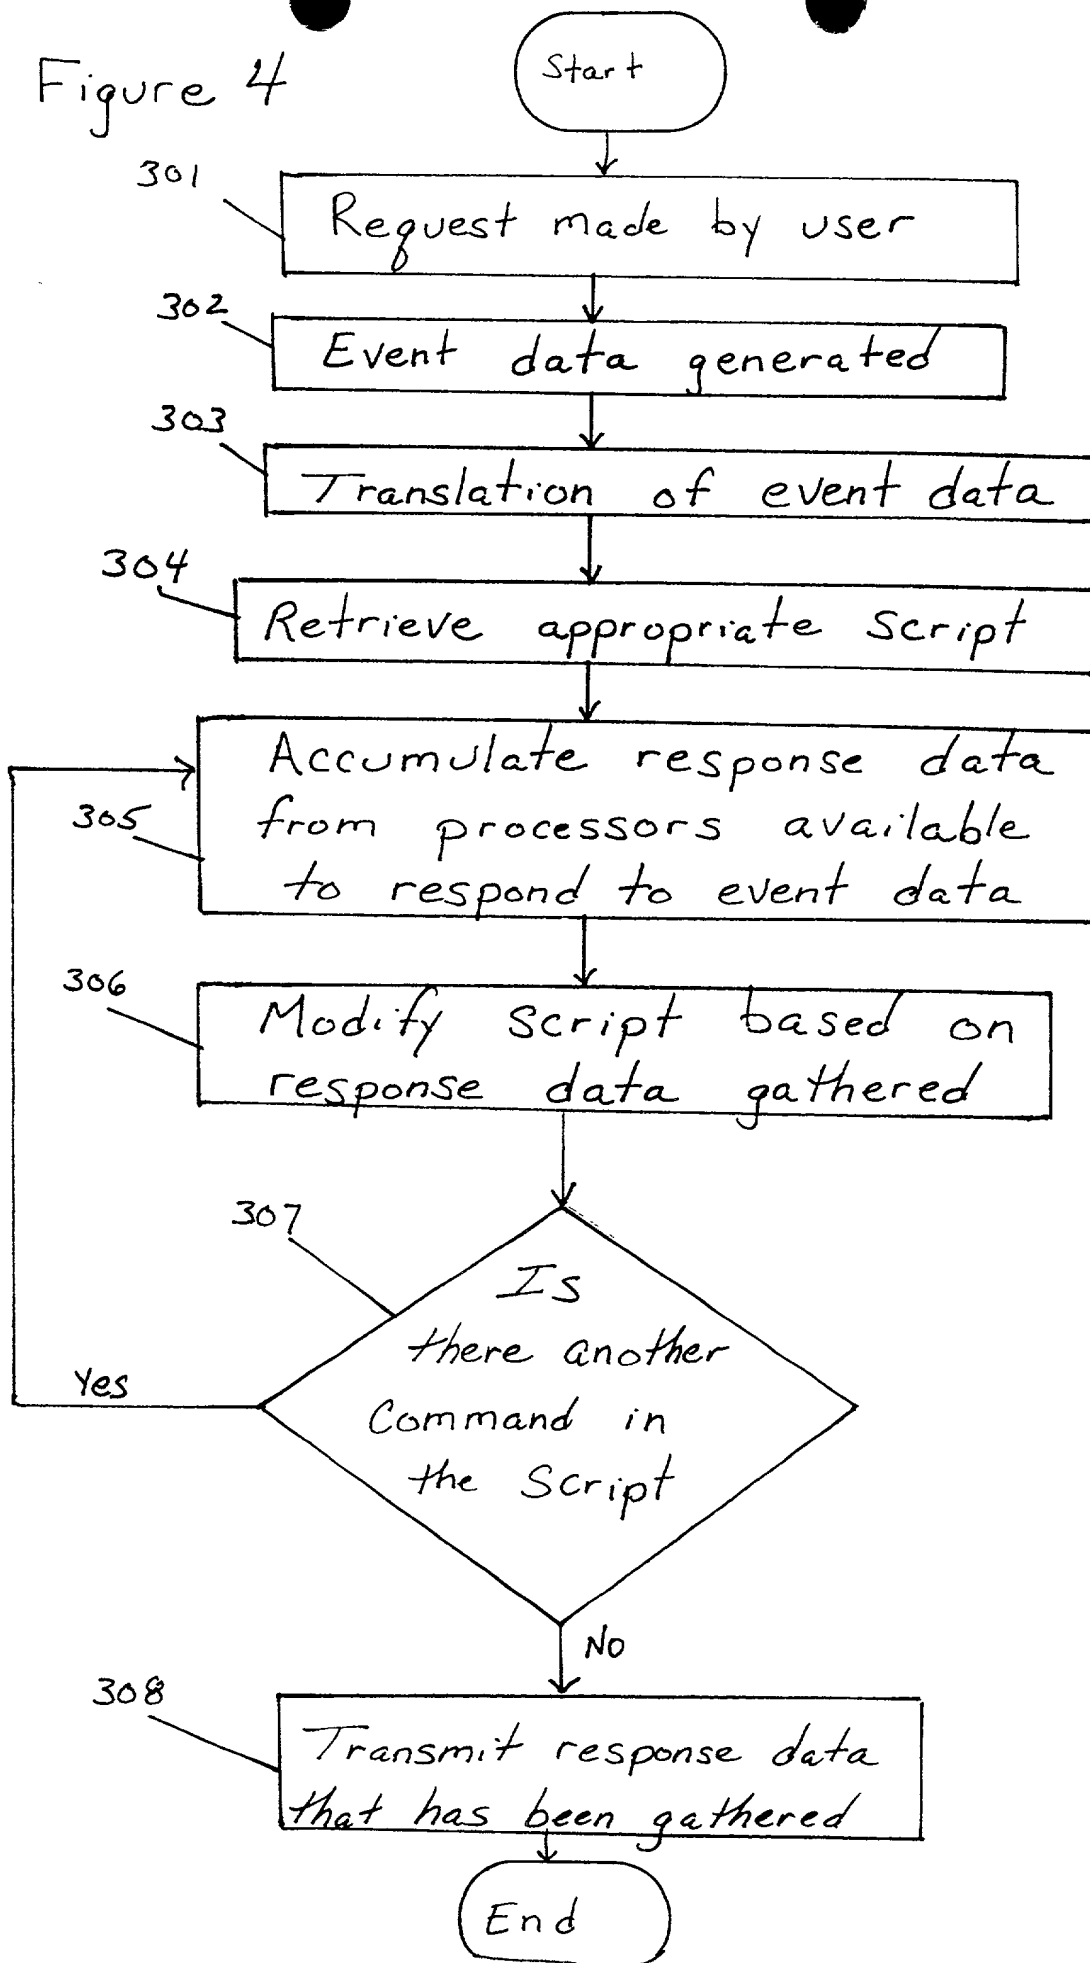 Figure 4
Start
301
Request made by user
302
Event data generated
303
Translation of event data
304
Retrieve appropriate Script
305
Accumulate response data
from processors available
to respond to event data
306
Modify Script based on
response data gathered
307
Is
there another
Command in
the Script
Yes
No
308
Transmit response data
that has been gathered
End